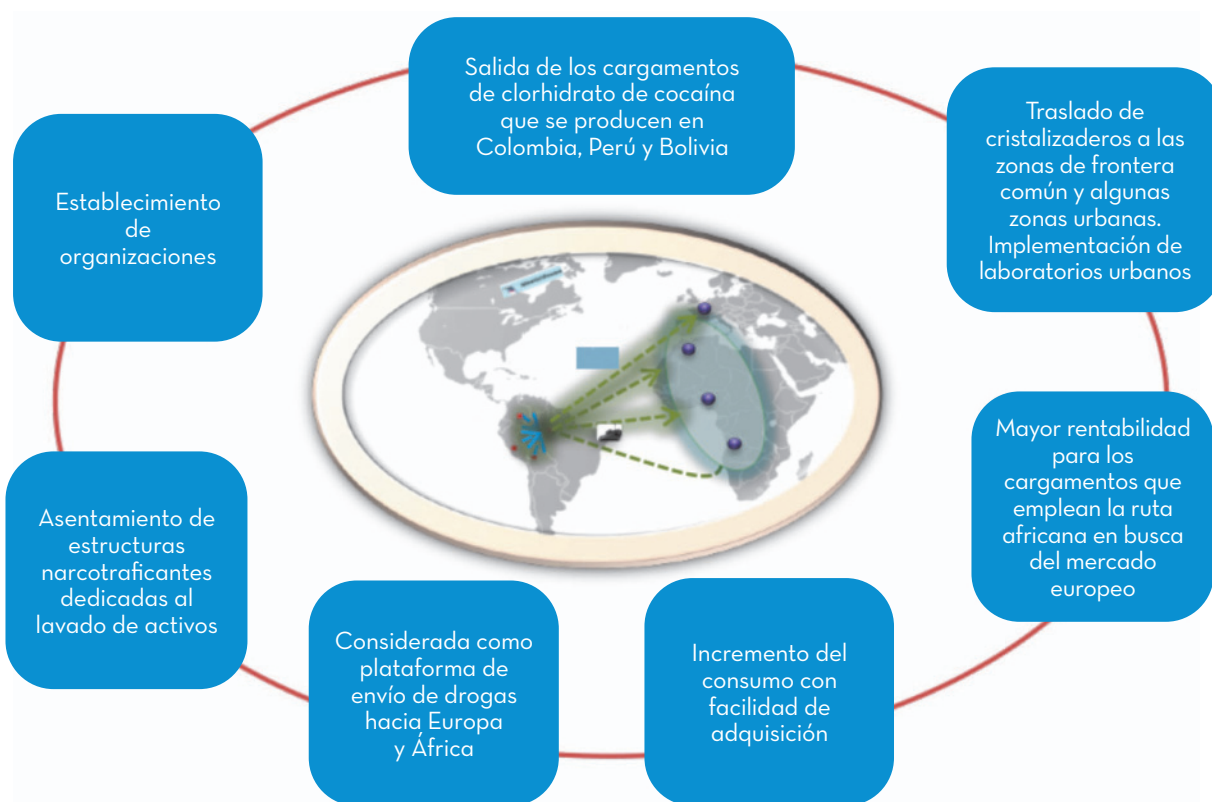 Salida de los cargamentos
de clorhidrato de cocaína
que se producen en
Colombia, Perú y Bolivia
Traslado de
cristalizaderos a las
zonas de frontera
común y algunas
zonas urbanas.
Implementación de
laboratorios urbanos
Mayor rentabilidad
para los
cargamentos que
emplean la ruta
africana en busca
del mercado
europeo
Incremento del
consumo con
facilidad de
adquisición
Considerada como
plataforma de
envío de drogas
hacia Europa
y África
Asentamiento de
estructuras
narcotraficantes
dedicadas al
lavado de activos
Establecimiento
de
organizaciones